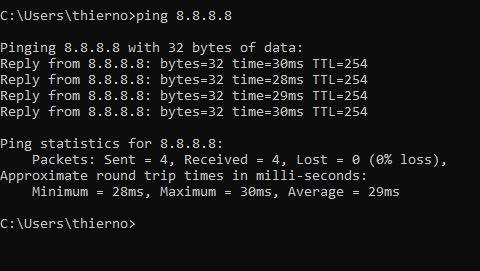 C:\Users\thierno>ping 8.8.8.8
Pinging 8.8.8.8 with 32 bytes of data:
Reply from 8.8.8.8: bytes=32 time=30ms TTL=254
Reply from 8.8.8.8: bytes=32 time=28ms TTL=254
Reply from 8.8.8.8: bytes=32 time=29ms TTL=254
Reply from 8.8.8.8: bytes=32 time=30ms TTL=254
Ping statistics for 8.8.8.8:
    Packets: Sent = 4, Received = 4, Lost = 0 (0% loss),
Approximate round trip times in milli-seconds:
    Minimum = 28ms, Maximum = 30ms, Average = 29ms
C:\Users\thierno>